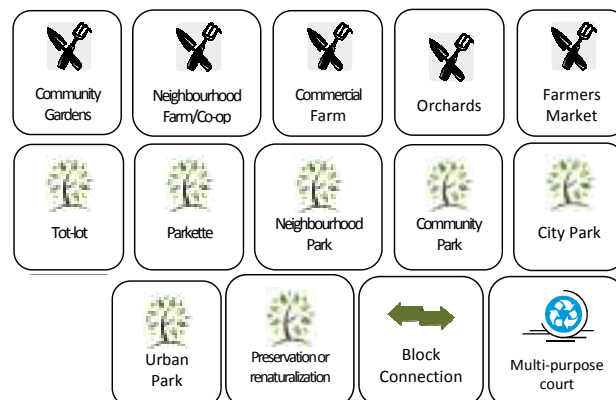 Community
Gardens
Neighbourhood
Farm/Co-op
Commercial
Farm
Orchards
Farmers
Market
Tot-lot
Parkette
Neighbourhood
Park
Community
Park
City Park
Urban
Park
Preservation or
renaturalization
Block
Connection
Multi-purpose
court